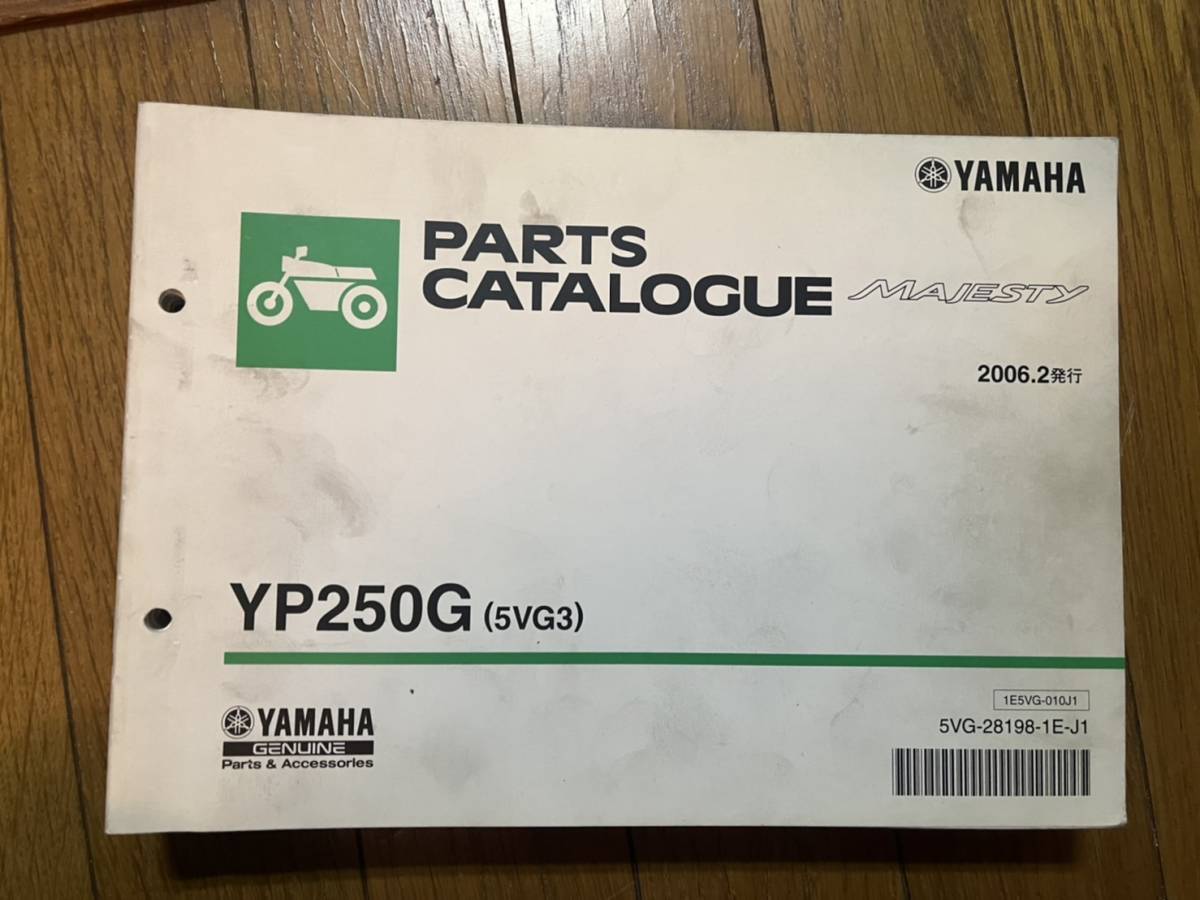 YAMAHA
PARTS
CATALOGUE
MAJESTY
2006.2発行
YP250G (5VG3)
YAMAHA
GENUINE
Parts & Accessories
1E5VG-010J1
5VG-28198-1E-J1